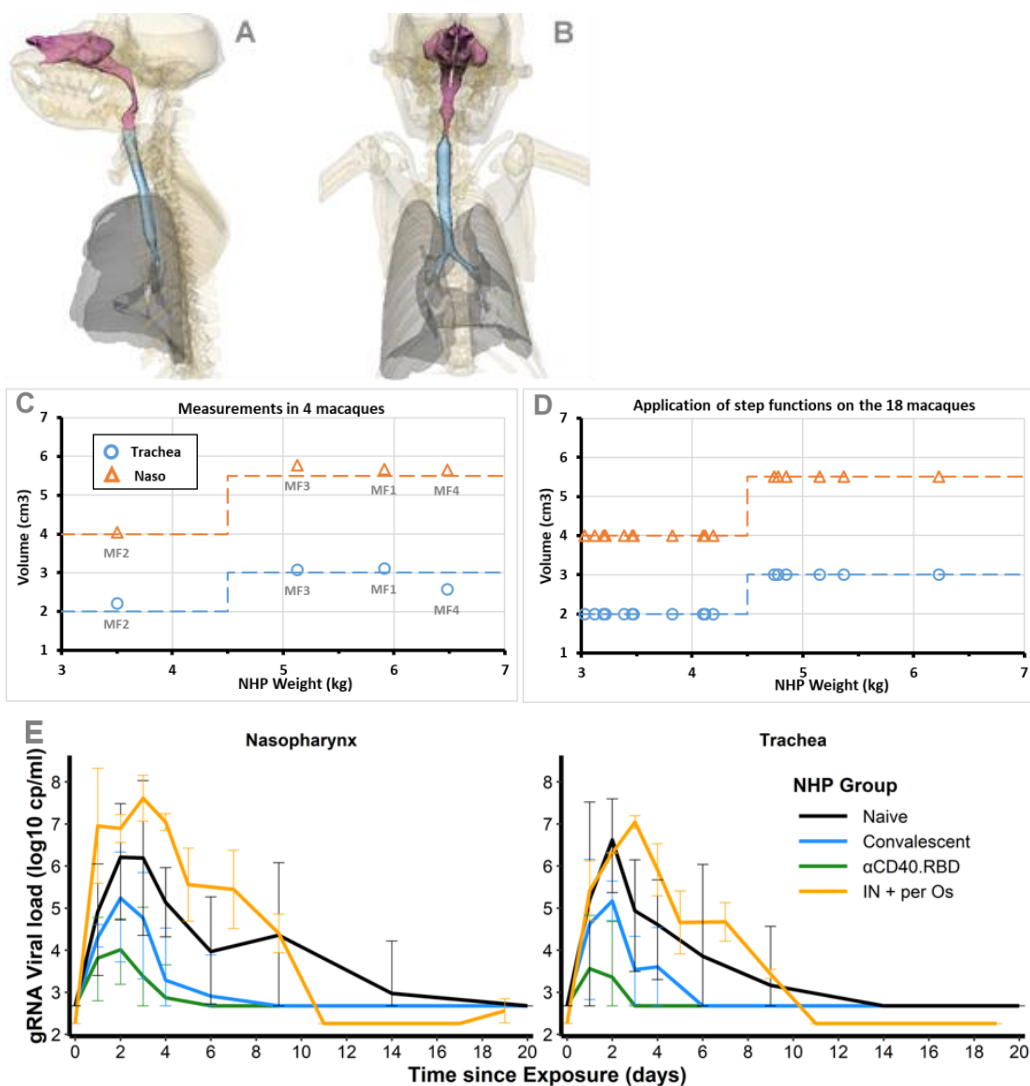 A
B
C
Measurements in 4 macaques
7
6
5
4
3
2
1
Volume (cm3)
Trachea
Naso
MF2
MF3
MF1
MF4
MF2
MF3
MF1
MF4
3 4 5 6 7
NHP Weight (kg)
D
Application of step functions on the 18 macaques
7
6
5
4
3
2
1
Volume (cm3)
3 4 5 6 7
NHP Weight (kg)
E
Nasopharynx
Trachea
gRNA Viral load (log10 cp/ml)
8
7
6
5
4
3
2
0 2 4 6 8 10 12 14 16 18 20
8
7
6
5
4
3
2
0 2 4 6 8 10 12 14 16 18 20
NHP Group
Naive
Convalescent
αCD40.RBD
IN + per Os
Time since Exposure (days)